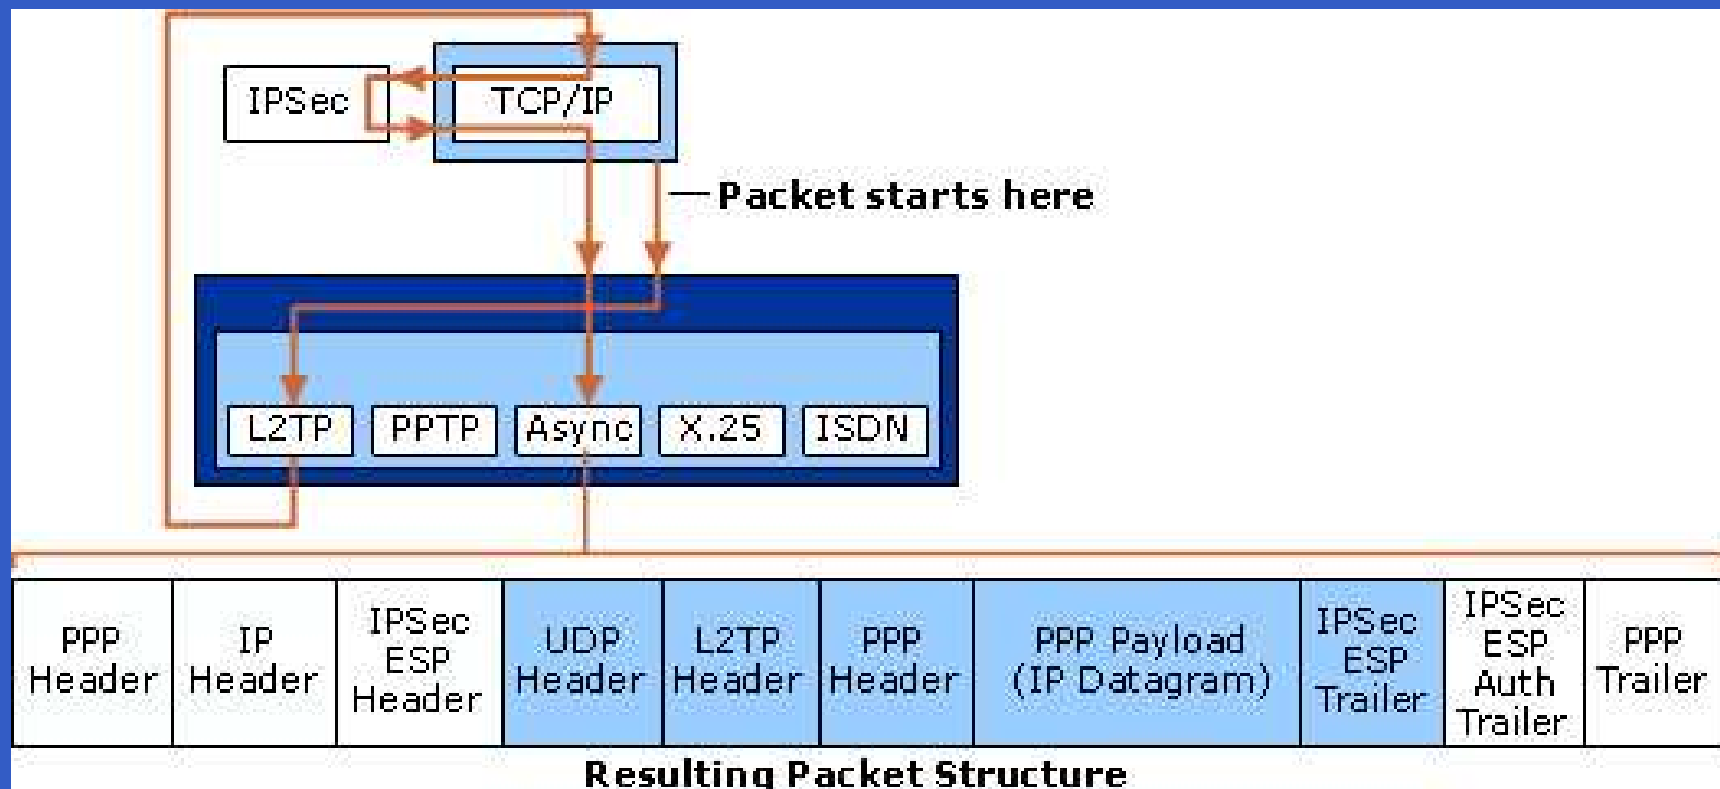 IPSec
TCP/IP
Packet starts here
L2TP
PPTP
Async
X.25
ISDN
PPP
Header
IP
Header
IPSec
ESP
Header
UDP
Header
L2TP
Header
PPP
Header
PPP Payload
(IP Datagram)
IPSec
ESP
Trailer
IPSec
ESP
Auth
Trailer
PPP
Trailer
Resulting Packet Structure